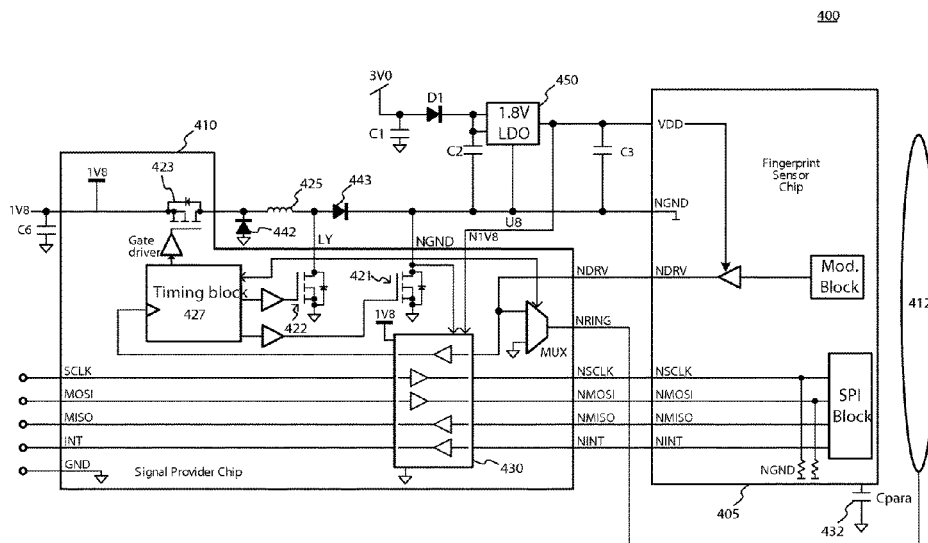 400
3V0
450
D1
1.8V
LDO
410
VDD
C1
C2
C3
Fingerprint
Sensor
Chip
1V8
423
425
443
1V8
C6
442
NGND
U8
LY
NGND
N1V8
Gate
driver
421
NDRV
NDRV
Mod.
Block
Timing block
427
412
422
1V8
NRING
MUX
SCLK
NSCLK
NSCLK
MOSI
NMOSI
NMOSI
SPI
Block
MISO
NMISO
NMISO
INT
NINT
NINT
GND
Signal Provider Chip
430
NGND
405
432
Cpara